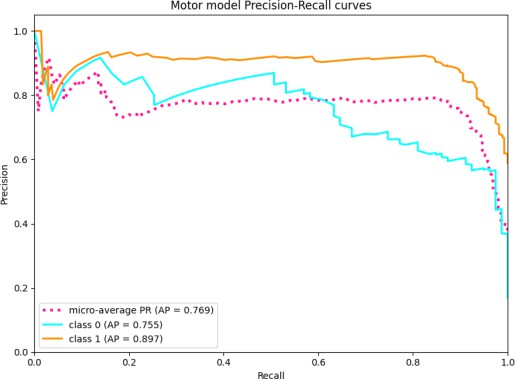 Motor model Precision-Recall curves
1.0
0.8
0.6
0.4
0.2
0.0
Precision
micro-average PR (AP = 0.769)
class 0 (AP = 0.755)
class 1 (AP = 0.897)
0.0 0.2 0.4 0.6 0.8 1.0
Recall